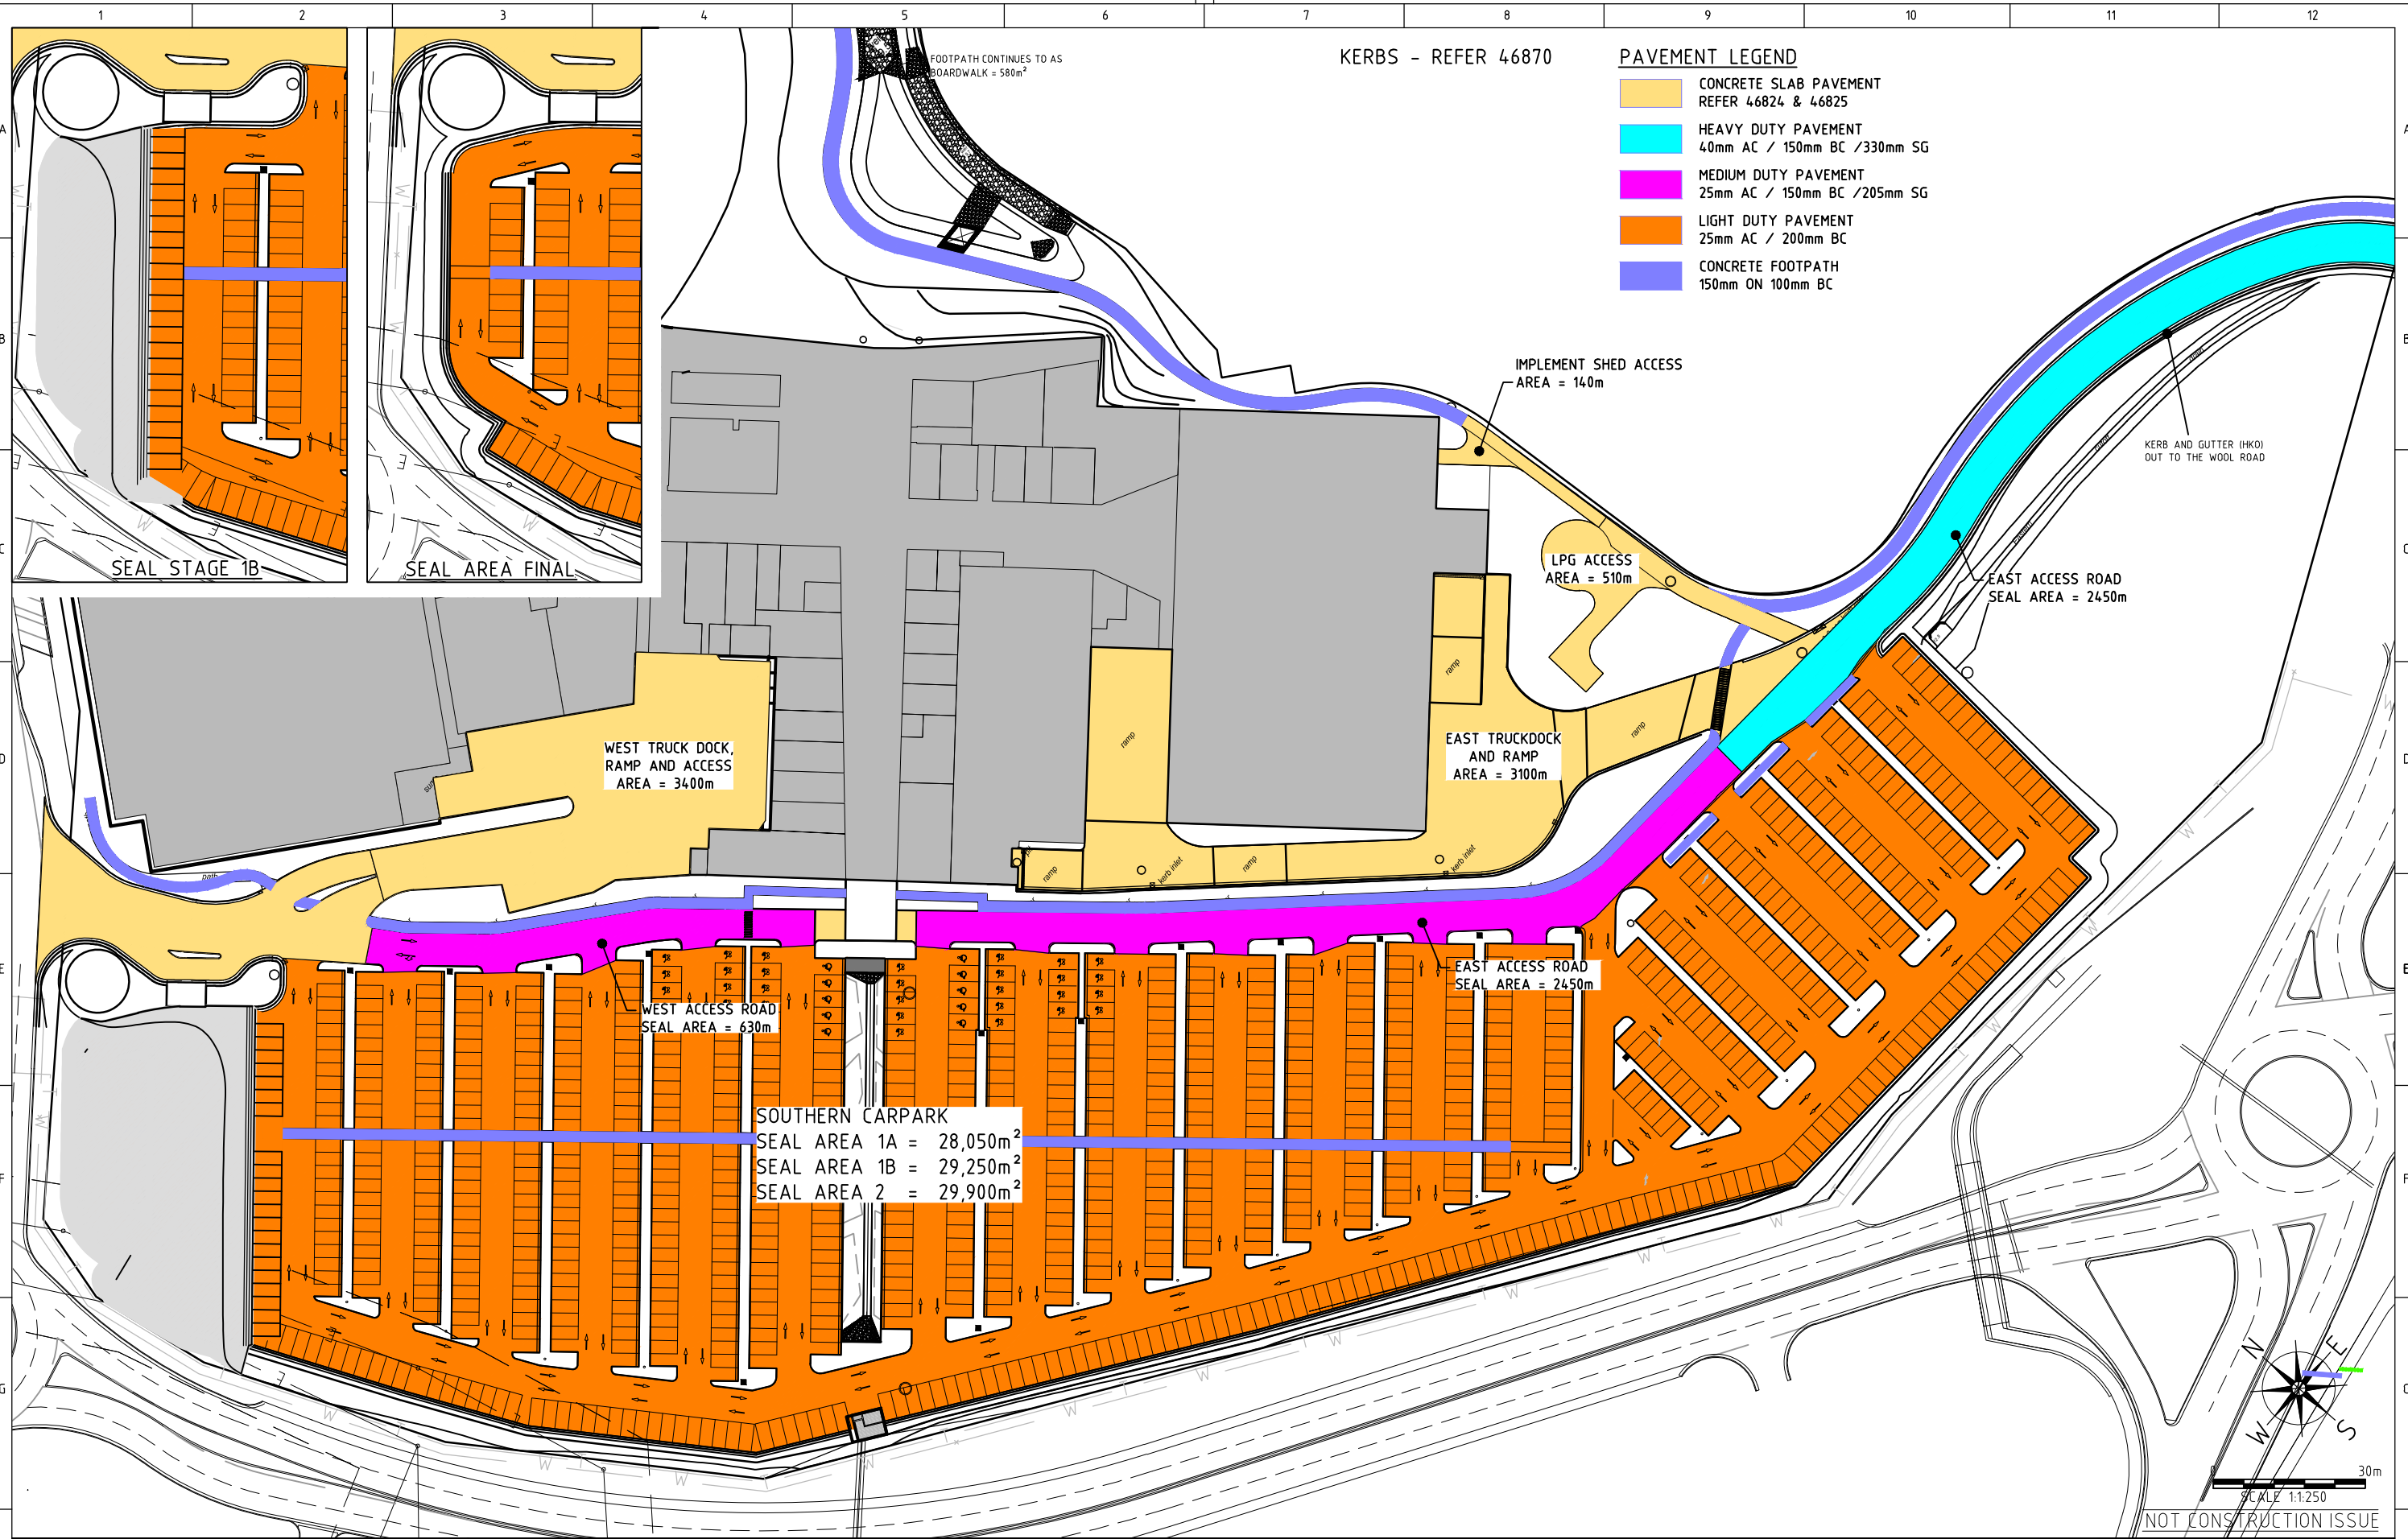 1 2 3 4 5 6 7 8 9 10 11 12
A
B
C
D
E
F
G
FOOTPATH CONTINUES TO AS
BOARDWALK = 580m²
KERBS - REFER 46870
PAVEMENT LEGEND
CONCRETE SLAB PAVEMENT
REFER 46824 & 46825
HEAVY DUTY PAVEMENT
40mm AC / 150mm BC /330mm SG
MEDIUM DUTY PAVEMENT
25mm AC / 150mm BC /205mm SG
LIGHT DUTY PAVEMENT
25mm AC / 200mm BC
CONCRETE FOOTPATH
150mm ON 100mm BC
IMPLEMENT SHED ACCESS
AREA = 140m
KERB AND GUTTER (HKO)
OUT TO THE WOOL ROAD
SEAL STAGE 1B
SEAL AREA FINAL
LPG ACCESS
AREA = 510m
EAST ACCESS ROAD
SEAL AREA = 2450m
ramp
ramp
ramp
WEST TRUCK DOCK,
RAMP AND ACCESS
AREA = 3400m
EAST TRUCKDOCK
AND RAMP
AREA = 3100m
path
ramp
kerb inlet
ramp
kerb inlet
EAST ACCESS ROAD
SEAL AREA = 2450m
WEST ACCESS ROAD
SEAL AREA = 630m
SOUTHERN CARPARK
SEAL AREA 1A = 28,050m²
SEAL AREA 1B = 29,250m²
SEAL AREA 2 = 29,900m²
N
E
W
S
0 30m
SCALE 1:1:250
NOT CONSTRUCTION ISSUE